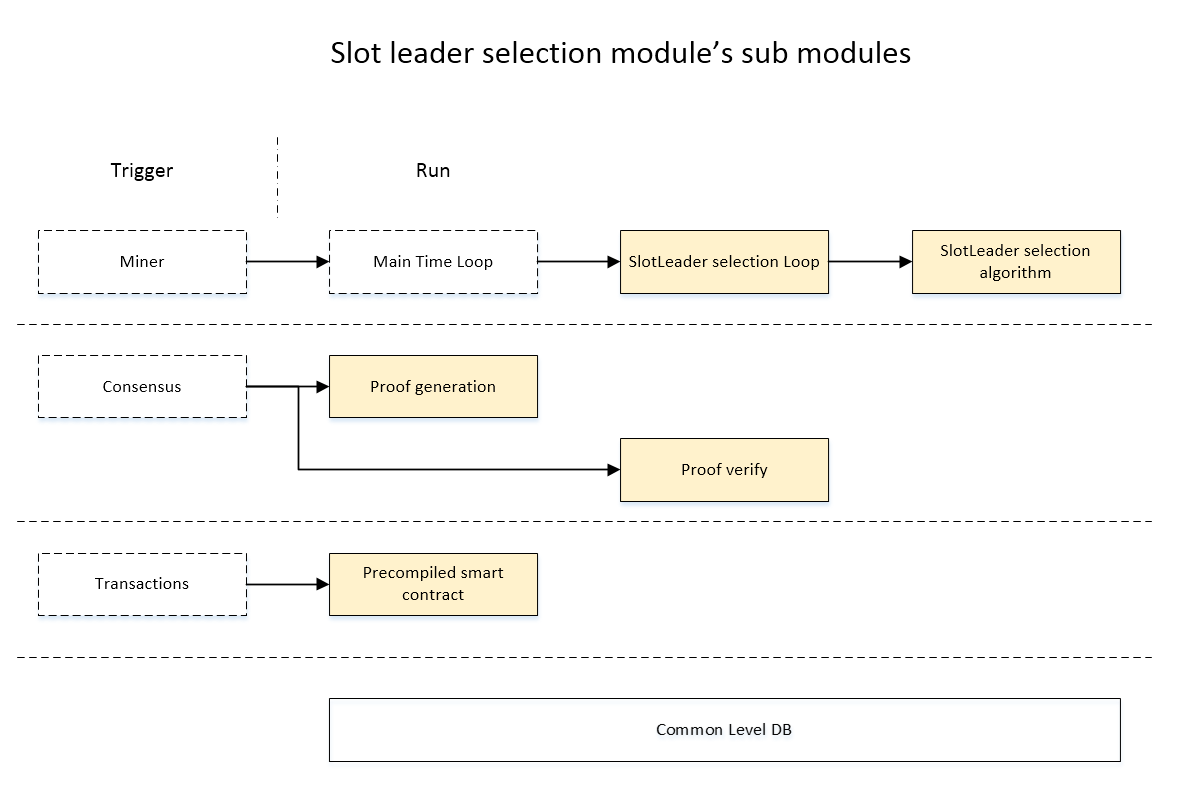 Slot leader selection module’s sub modules
Trigger
Run
Miner
Main Time Loop
SlotLeader selection Loop
SlotLeader selection
algorithm
Consensus
Proof generation
Proof verify
Transactions
Precompiled smart
contract
Common Level DB